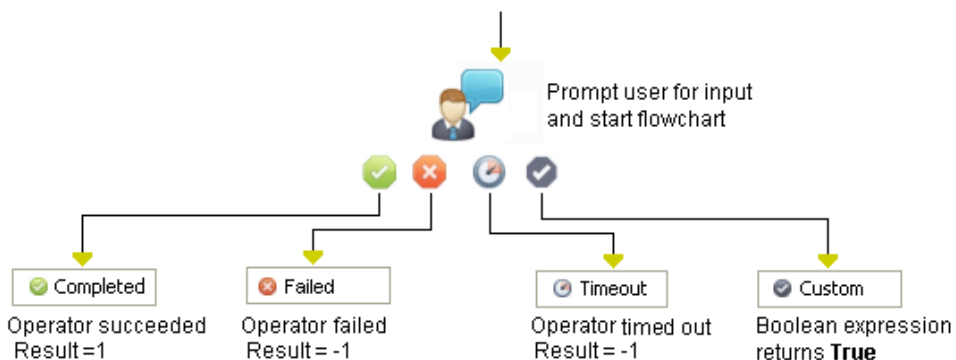 Prompt user for input
and start flowchart
Completed
Operator succeeded
Result =1
Failed
Operator failed
Result = -1
Timeout
Operator timed out
Result = -1
Custom
Boolean expression
returns True